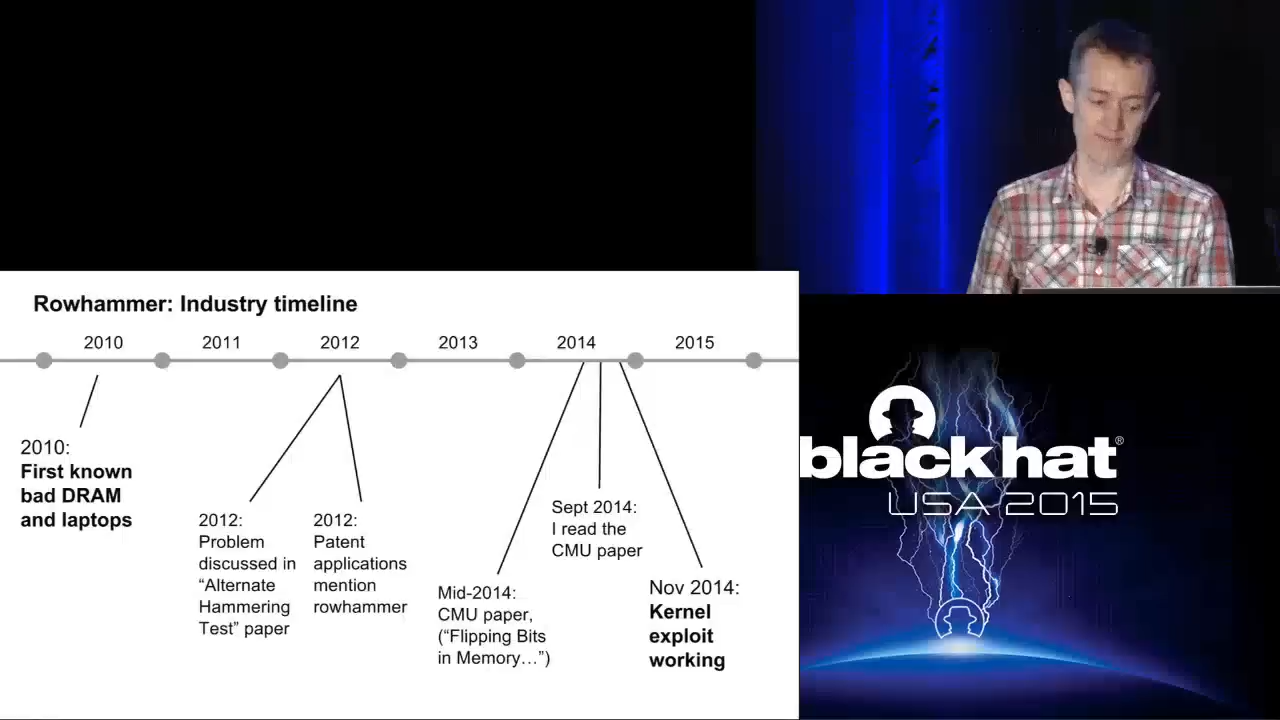 Rowhammer: Industry timeline
2010 2011 2012 2013 2014 2015
2010:
First known
bad DRAM
and laptops
2012:
Problem
discussed in
“Alternate
Hammering
Test” paper
2012:
Patent
applications
mention
rowhammer
Mid-2014:
CMU paper,
(“Flipping Bits
in Memory…”)
Sept 2014:
I read the
CMU paper
Nov 2014:
Kernel
exploit
working
black hat®
USA 2015